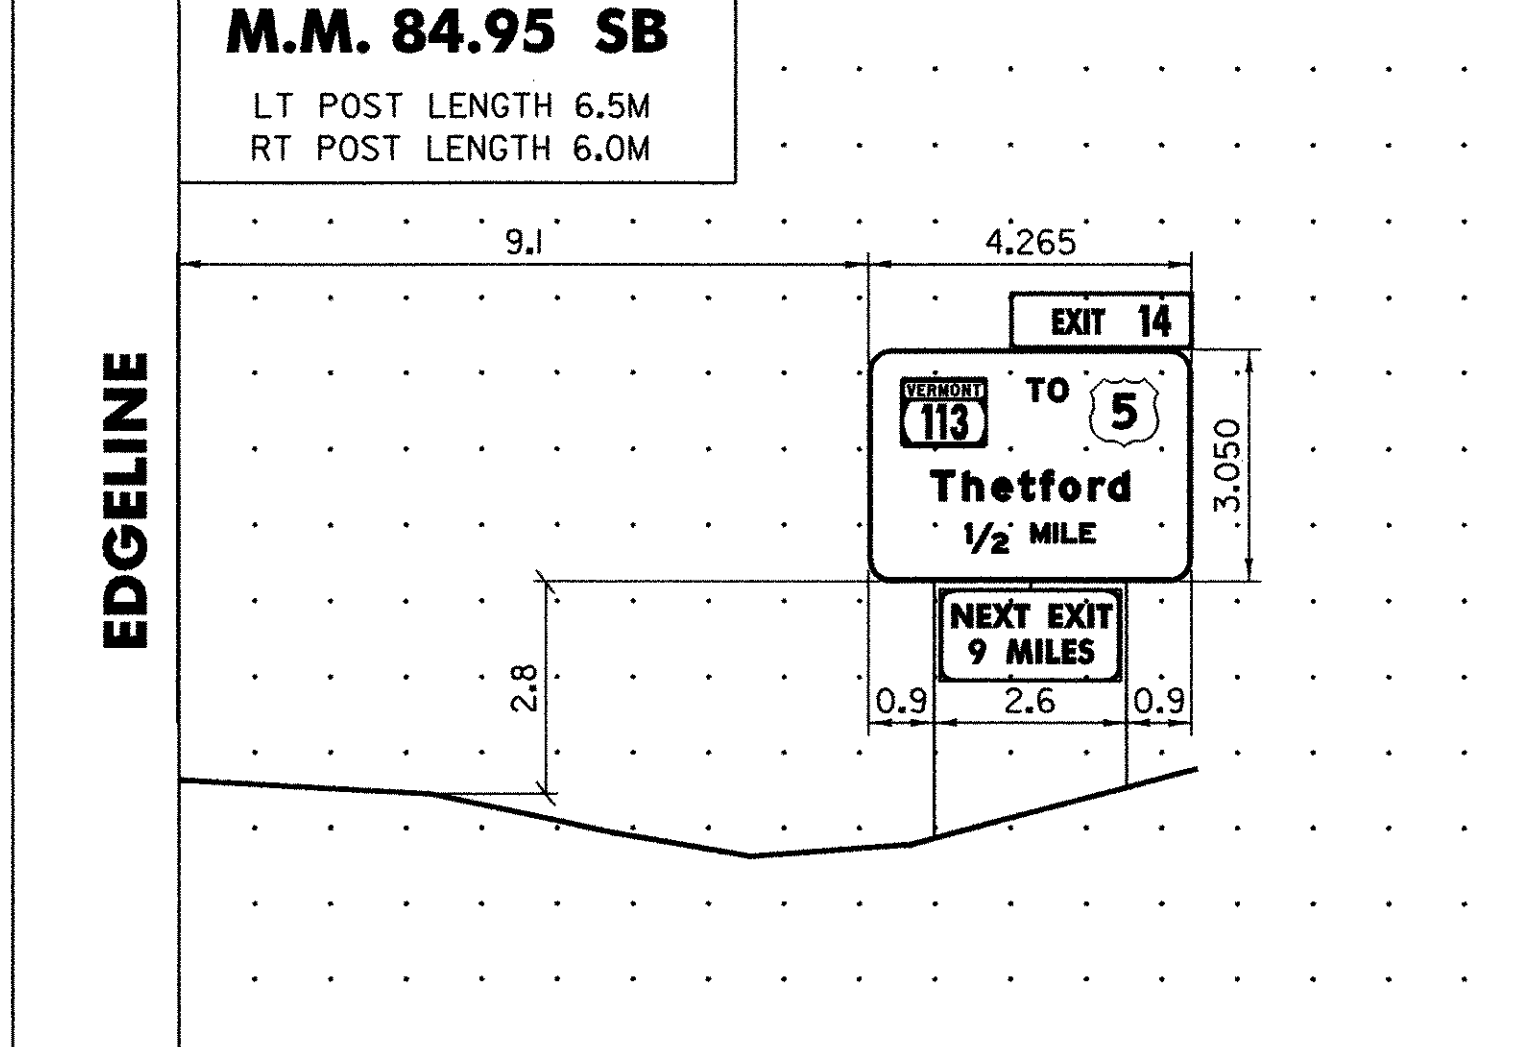 M.M. 84.95 SB
LT POST LENGTH 6.5M
RT POST LENGTH 6.0M
9.1
4.265
EXIT 14
VERMONT
113
TO
5
Thetford
1/2 MILE
3.050
EDGELINE
NEXT EXIT
9 MILES
2.8
0.9
2.6
0.9